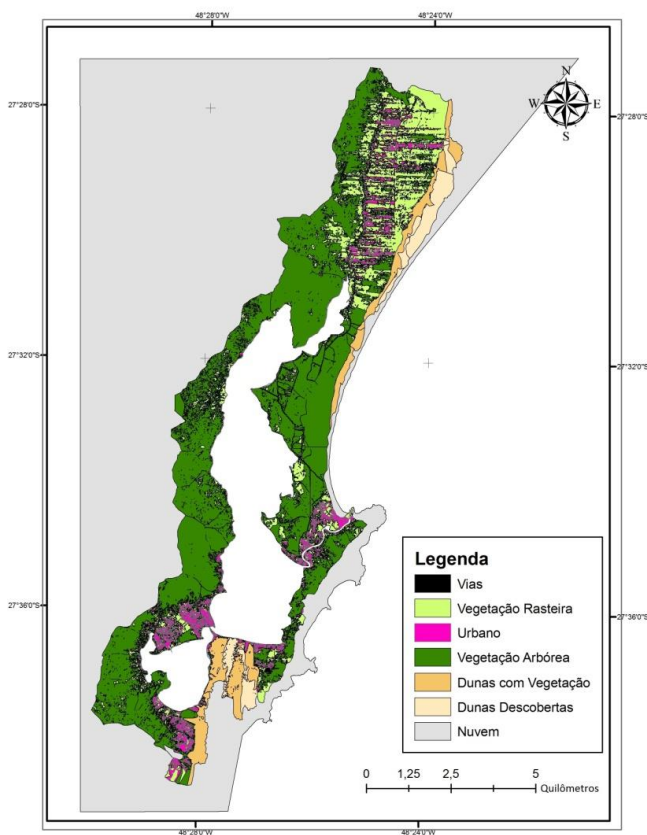 48°28'0"W
48°24'0"W
27°28'0"S
27°28'0"S
N
W
E
S
27°32'0"S
27°32'0"S
27°36'0"S
27°36'0"S
Legenda
Vias
Vegetação Rasteira
Urbano
Vegetação Arbórea
Dunas com Vegetação
Dunas Descobertas
Nuvem
0 1,25 2,5 5
Quilômetros
48°28'0"W
48°24'0"W